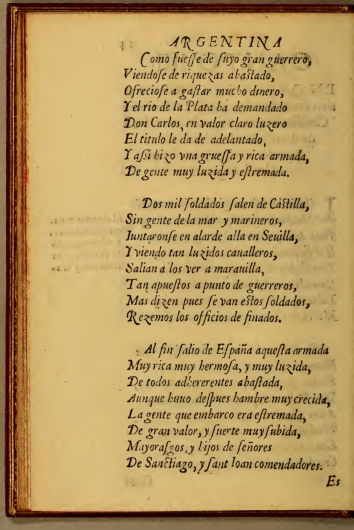 ARGENTINA
Como fuesse de suyo gran guerrero,
Viendose de riquezas abastado,
Ofreciose a gastar mucho dinero,
Y el rio de la Plata ha demandado
Don Carlos, en valor claro luzero
El titulo le da de adelantado,
Y assi hizo vna gruessa y rica armada,
De gente muy luzida y estremada.
Dos mil soldados salen de Castilla,
Sin gente de la mar y marineros,
Iuntaronse en alarde alla en Seuilla,
Y viendo tan luzidos caualleros,
Salian a los ver a marauilla,
Tan apuestos a punto de guerreros,
Mas dizen pues se van estos soldados,
Rezemos los officios de finados.
Al fin salio de España aquesta armada
Muy rica muy hermosa, y muy luzida,
De todos adhererentes abastada,
Aunque huuo despues hambre muy crecida,
La gente que embarco era estremada,
De gran valor, y suerte muy subida,
Mayorasgos, y hijos de señores
De Sanctiago, y sant Ioan comendadores.
Es